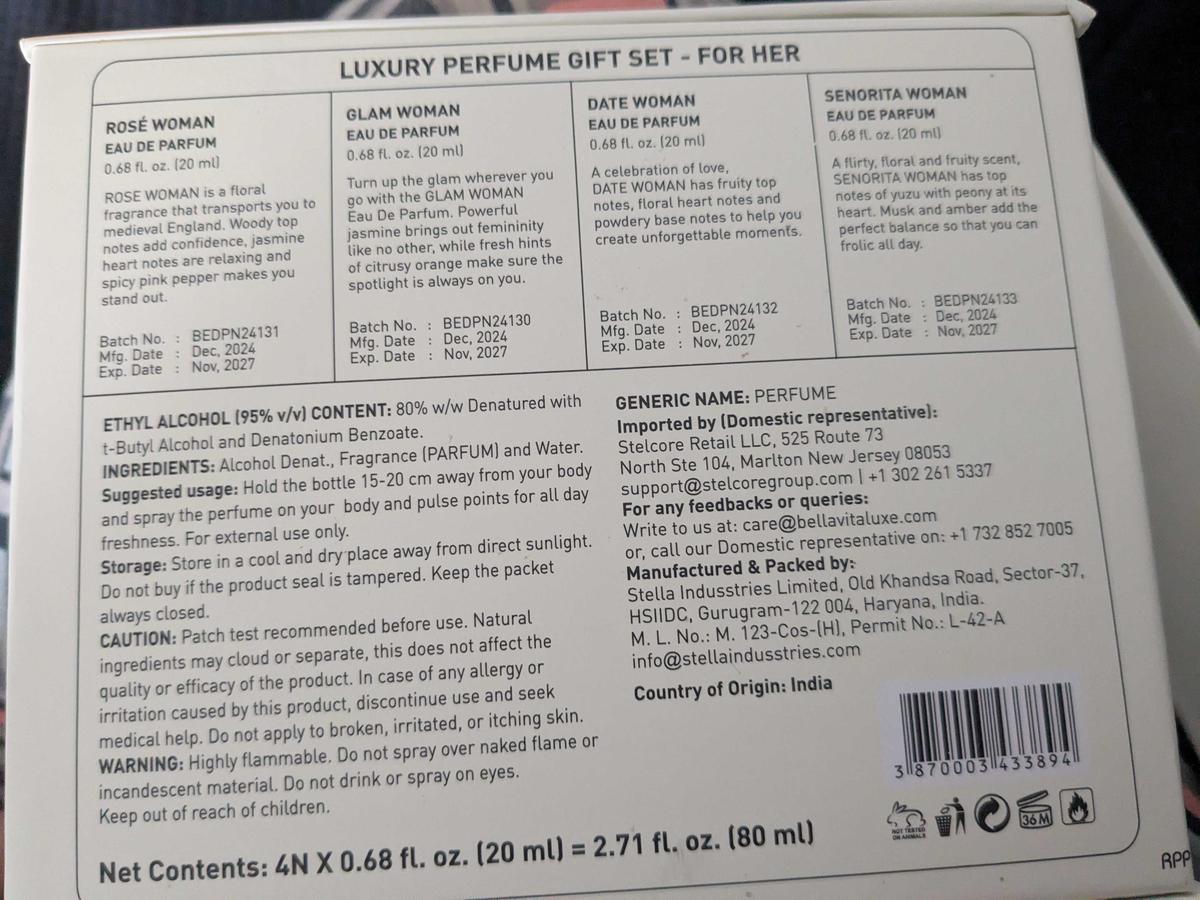 LUXURY PERFUME GIFT SET - FOR HER
ROSÉ WOMAN
EAU DE PARFUM
0.68 fl. oz. (20 ml)
ROSE WOMAN is a floral
fragrance that transports you to
medieval England. Woody top
notes add confidence, jasmine
heart notes are relaxing and
spicy pink pepper makes you
stand out.
Batch No. : BEDPN24131
Mfg. Date : Dec, 2024
Exp. Date : Nov, 2027
GLAM WOMAN
EAU DE PARFUM
0.68 fl. oz. (20 ml)
Turn up the glam wherever you
go with the GLAM WOMAN
Eau De Parfum. Powerful
jasmine brings out femininity
like no other, while fresh hints
of citrusy orange make sure the
spotlight is always on you.
Batch No. : BEDPN24130
Mfg. Date : Dec, 2024
Exp. Date : Nov, 2027
DATE WOMAN
EAU DE PARFUM
0.68 fl. oz. (20 ml)
A celebration of love,
DATE WOMAN has fruity top
notes, floral heart notes and
powdery base notes to help you
create unforgettable moments.
Batch No. : BEDPN24132
Mfg. Date : Dec, 2024
Exp. Date : Nov, 2027
SENORITA WOMAN
EAU DE PARFUM
0.68 fl. oz. (20 ml)
A flirty, floral and fruity scent,
SENORITA WOMAN has top
notes of yuzu with peony at its
heart. Musk and amber add the
perfect balance so that you can
frolic all day.
Batch No. : BEDPN24133
Mfg. Date : Dec, 2024
Exp. Date : Nov, 2027
ETHYL ALCOHOL (95% v/v) CONTENT: 80% w/w Denatured with
t-Butyl Alcohol and Denatonium Benzoate.
INGREDIENTS: Alcohol Denat., Fragrance (PARFUM) and Water.
Suggested usage: Hold the bottle 15-20 cm away from your body
and spray the perfume on your body and pulse points for all day
freshness. For external use only.
Storage: Store in a cool and dry place away from direct sunlight.
Do not buy if the product seal is tampered. Keep the packet
always closed.
CAUTION: Patch test recommended before use. Natural
ingredients may cloud or separate, this does not affect the
quality or efficacy of the product. In case of any allergy or
irritation caused by this product, discontinue use and seek
medical help. Do not apply to broken, irritated, or itching skin.
WARNING: Highly flammable. Do not spray over naked flame or
incandescent material. Do not drink or spray on eyes.
Keep out of reach of children.
GENERIC NAME: PERFUME
Imported by (Domestic representative):
Stelcore Retail LLC, 525 Route 73
North Ste 104, Marlton New Jersey 08053
support@stelcoregroup.com | +1 302 261 5337
For any feedbacks or queries:
Write to us at: care@bellavitaluxe.com
or, call our Domestic representative on: +1 732 852 7005
Manufactured & Packed by:
Stella Indusstries Limited, Old Khandsa Road, Sector-37,
HSIIDC, Gurugram-122 004, Haryana, India.
M. L. No.: M. 123-Cos-(H), Permit No.: L-42-A
info@stellaindusstries.com
Country of Origin: India
3 870003 433894
NOT TESTED
ON ANIMALS
36 M
Net Contents: 4N X 0.68 fl. oz. (20 ml) = 2.71 fl. oz. (80 ml)
RPP